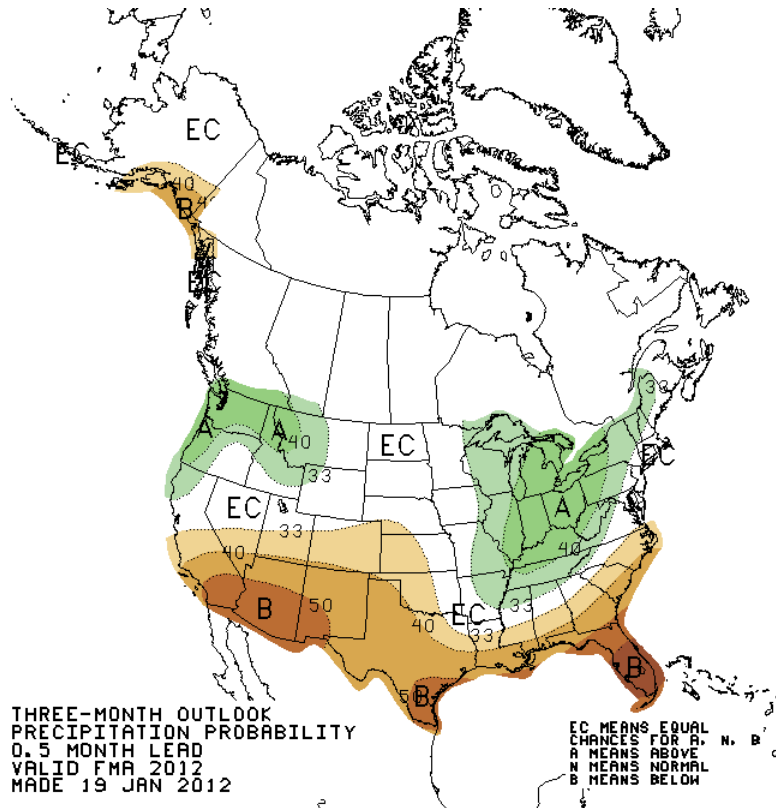 EC
EC
40
B
4
33
A
A
40
EC
33
EC
EC
A
EC
33
40
40
B
50
40
EC
33
33
B
50
B
THREE-MONTH OUTLOOK
PRECIPITATION PROBABILITY
0.5 MONTH LEAD
VALID FMA 2012
MADE 19 JAN 2012
EC MEANS EQUAL
CHANCES FOR A, N, B
A MEANS ABOVE
N MEANS NORMAL
B MEANS BELOW